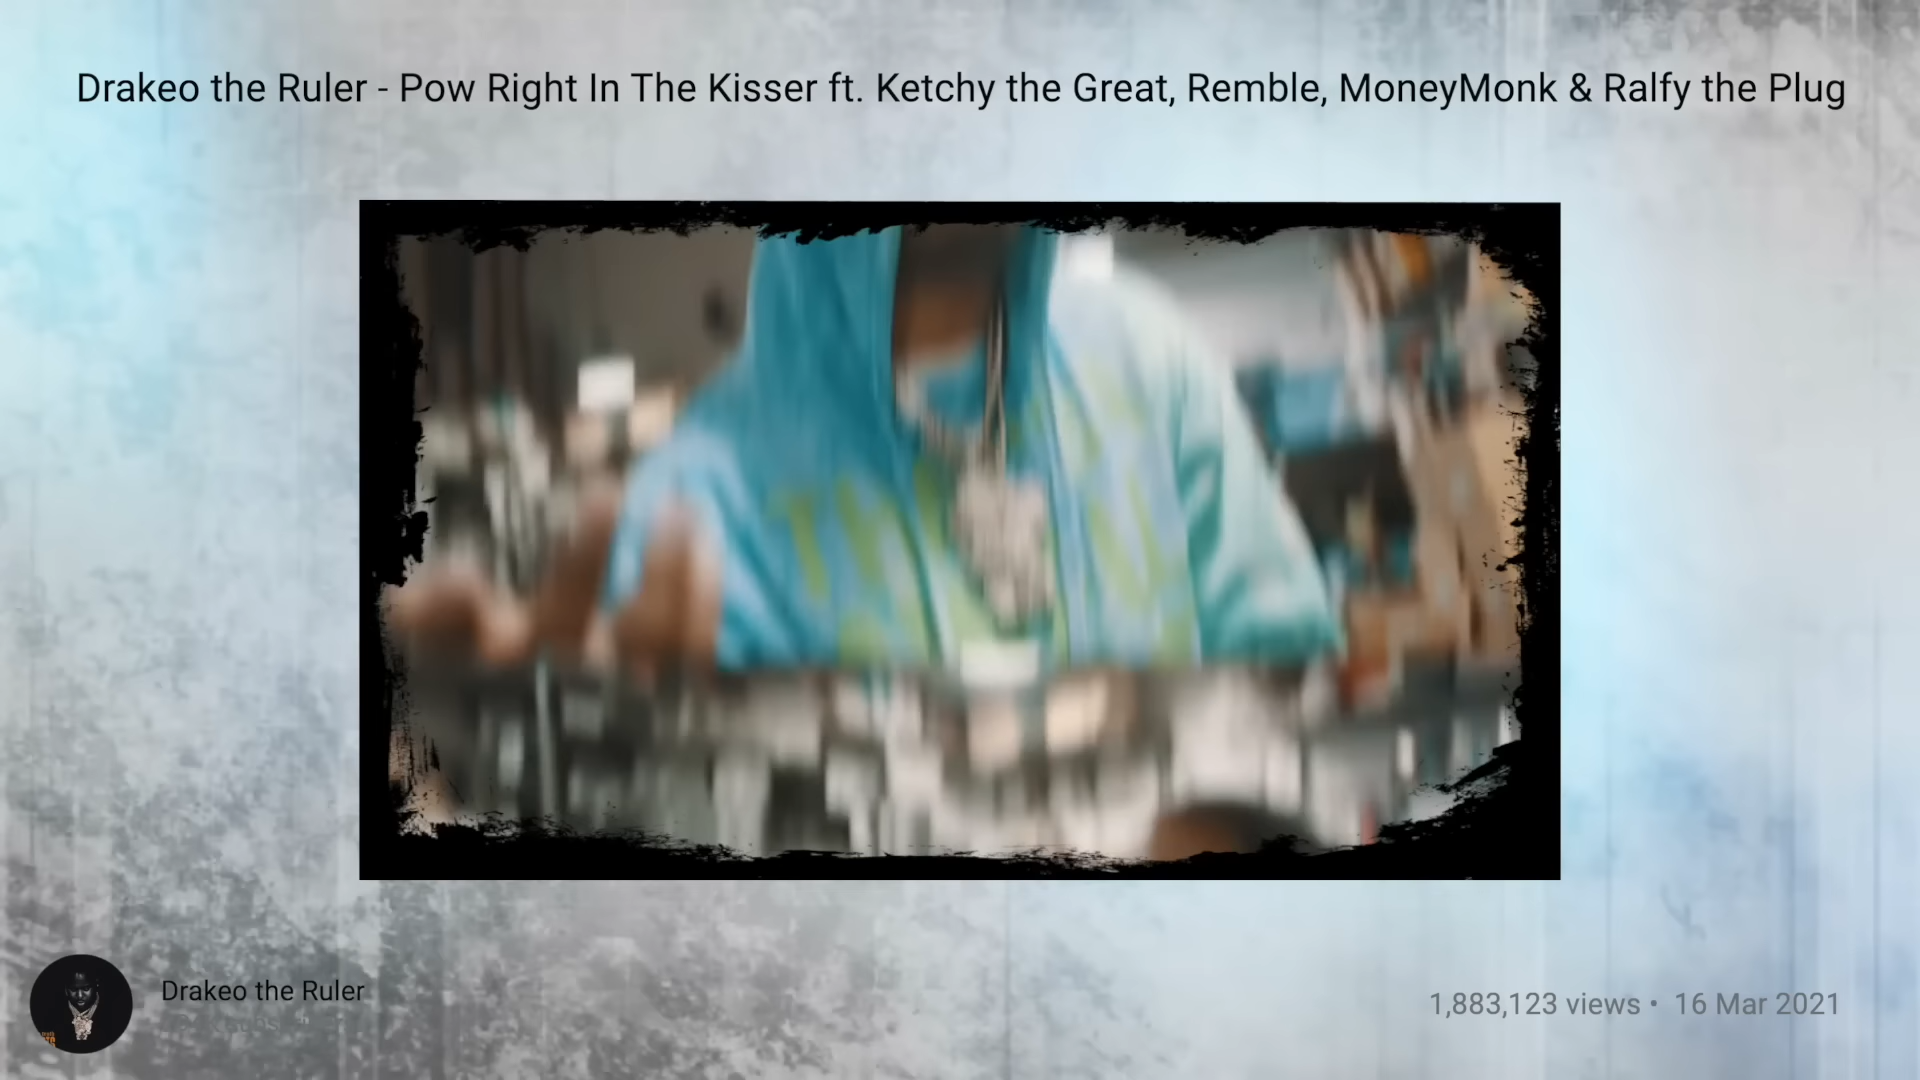 Drakeo the Ruler - Pow Right In The Kisser ft. Ketchy the Great, Remble, MoneyMonk & Ralfy the Plug
Drakeo the Ruler
1,883,123 views • 16 Mar 2021